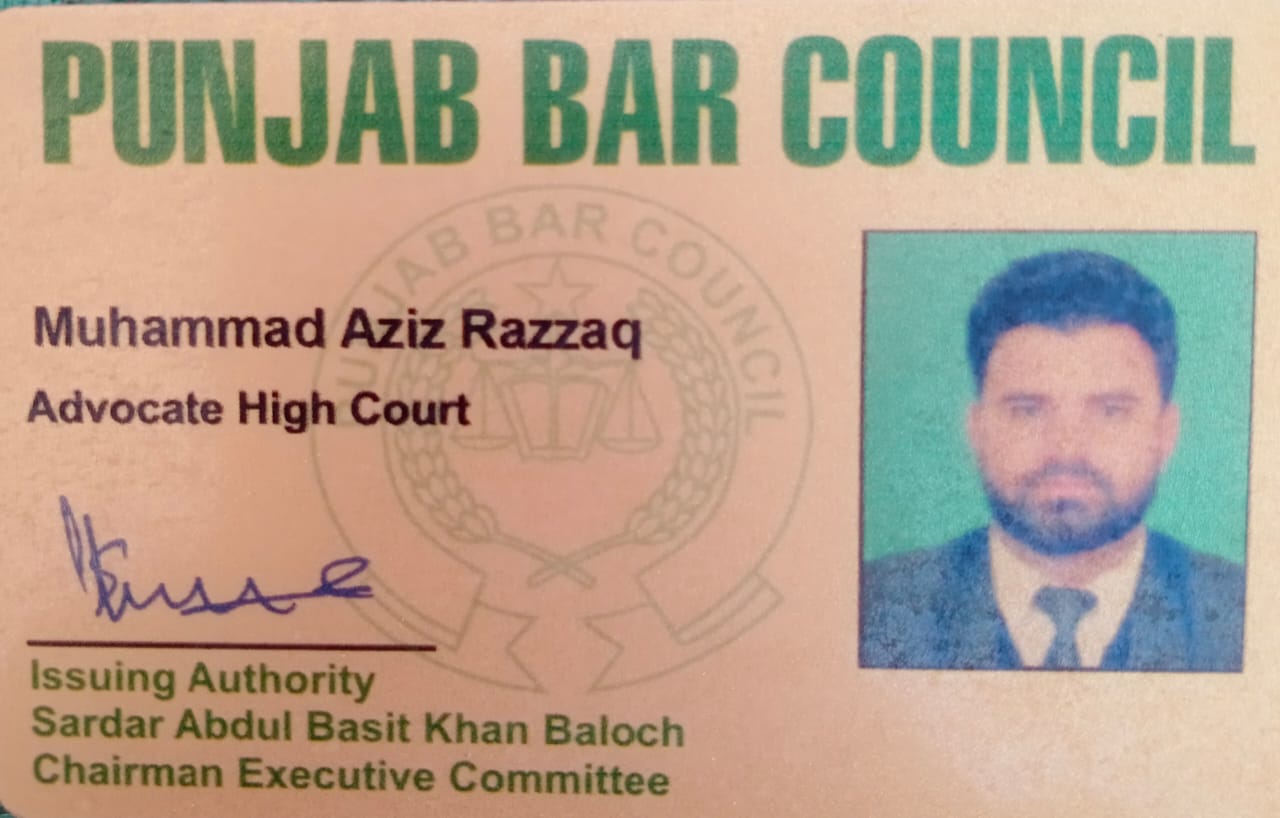 PUNJAB BAR COUNCIL
PUNJAB BAR COUNCIL
Muhammad Aziz Razzaq
Advocate High Court
Issuing Authority
Sardar Abdul Basit Khan Baloch
Chairman Executive Committee